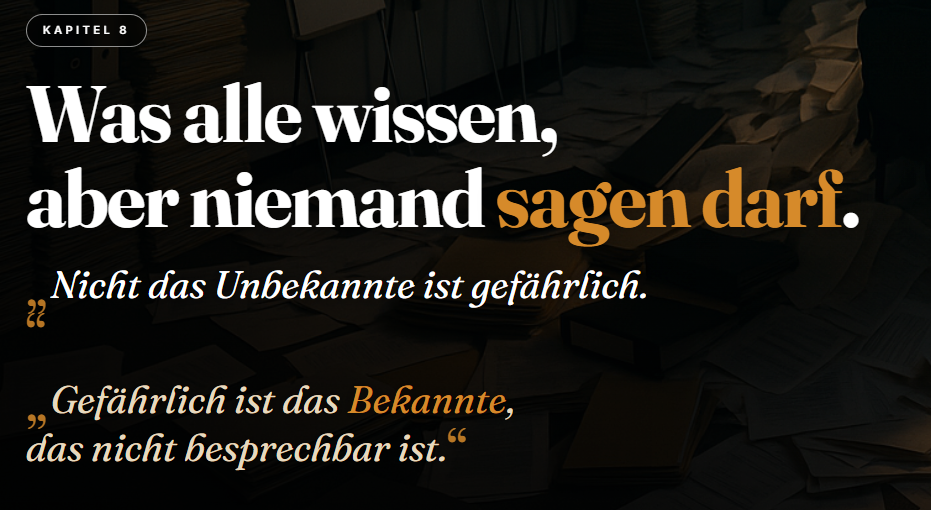 KAPITEL 8
Was alle wissen,
aber niemand sagen darf.
„Nicht das Unbekannte ist gefährlich.
“
„Gefährlich ist das Bekannte,
das nicht besprechbar ist.“